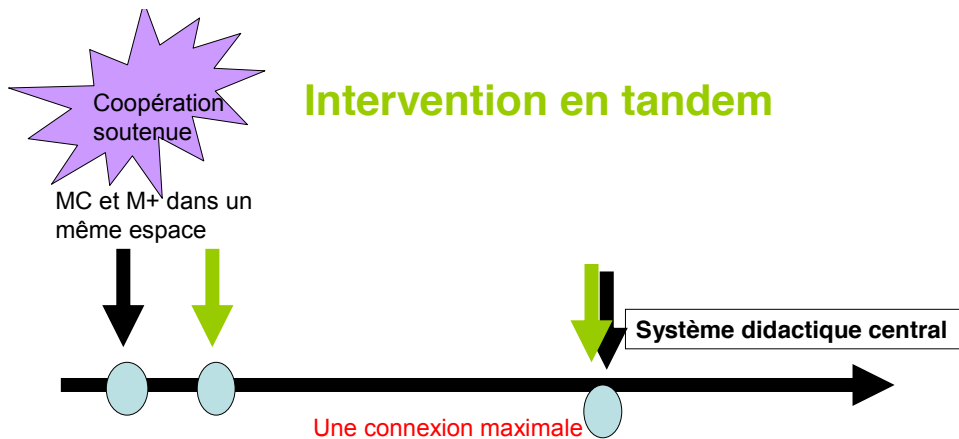 Coopération
soutenue
Intervention en tandem
MC et M+ dans un
même espace
Système didactique central
Une connexion maximale